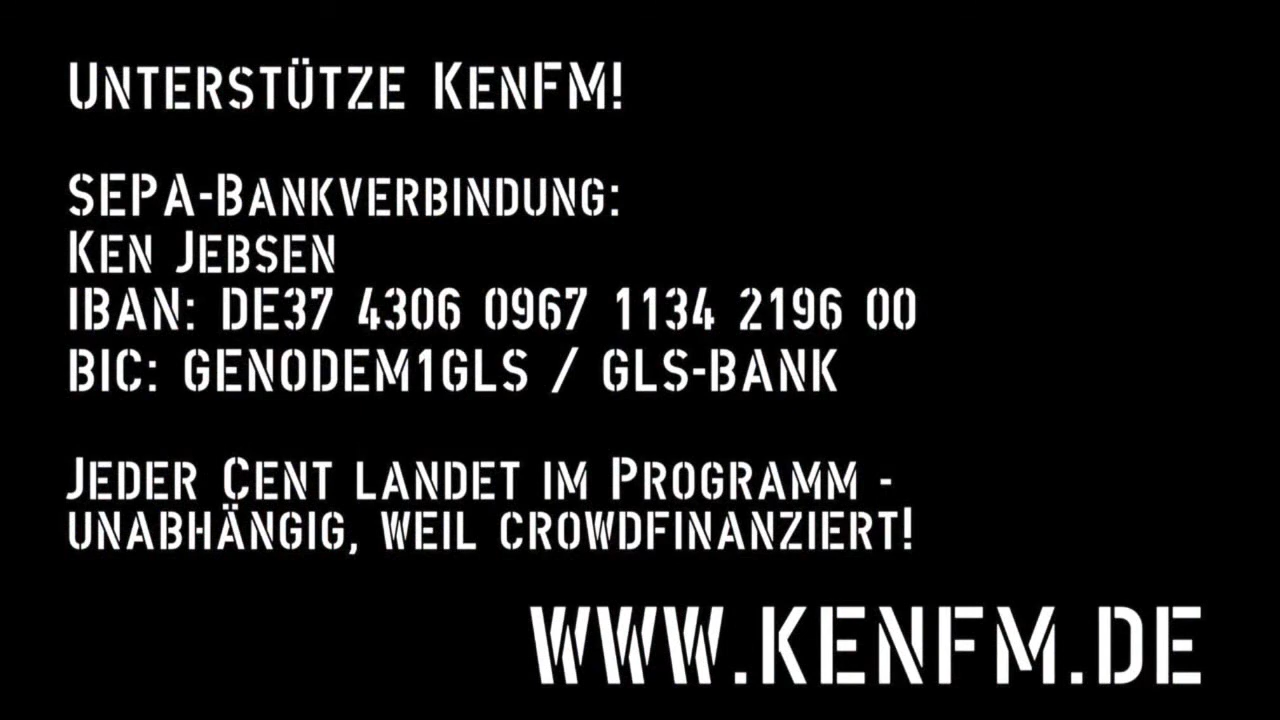 Unterstütze KenFM!
SEPA-Bankverbindung:
Ken Jebsen
IBAN: DE37 4306 0967 1134 2196 00
BIC: GENODEM1GLS / GLS-BANK
Jeder Cent landet im Programm -
unabhängig, weil crowdfinanziert!
WWW.KENFM.DE